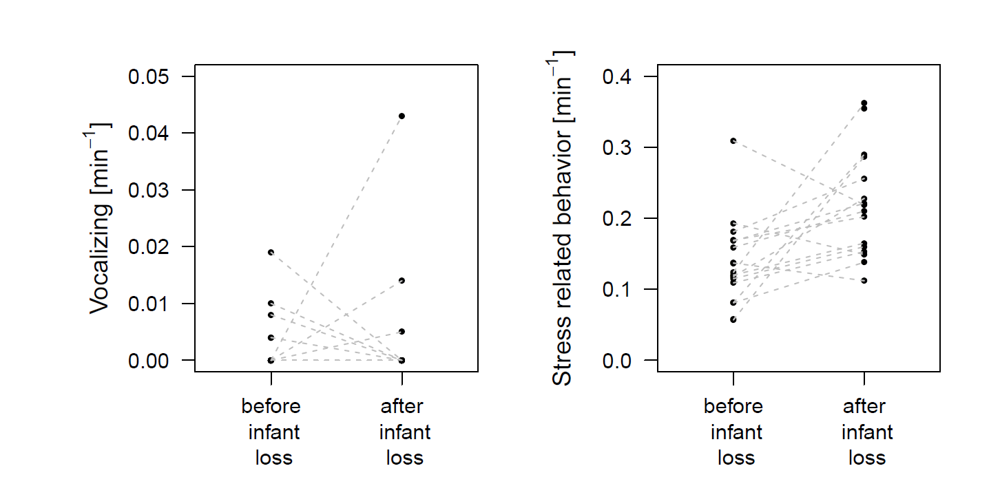 Vocalizing [min⁻¹]
0.05
0.04
0.03
0.02
0.01
0.00
before infant loss
after infant loss
Stress related behavior [min⁻¹]
0.4
0.3
0.2
0.1
0.0
before infant loss
after infant loss